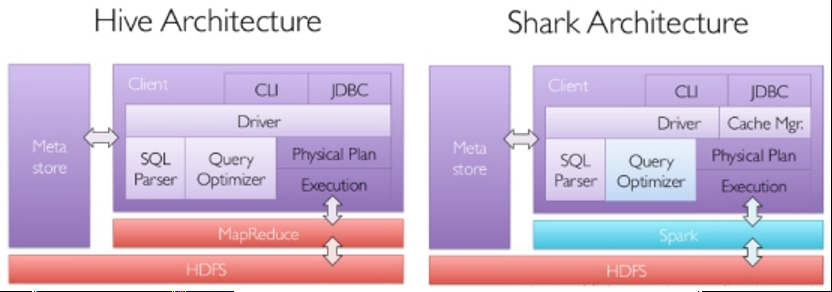 Hive Architecture
Meta
store
Client
CLI
JDBC
Driver
SQL
Parser
Query
Optimizer
Physical Plan
Execution
MapReduce
HDFS
Shark Architecture
Meta
store
Client
CLI
JDBC
Driver
Cache Mgr.
SQL
Parser
Query
Optimizer
Physical Plan
Execution
Spark
HDFS